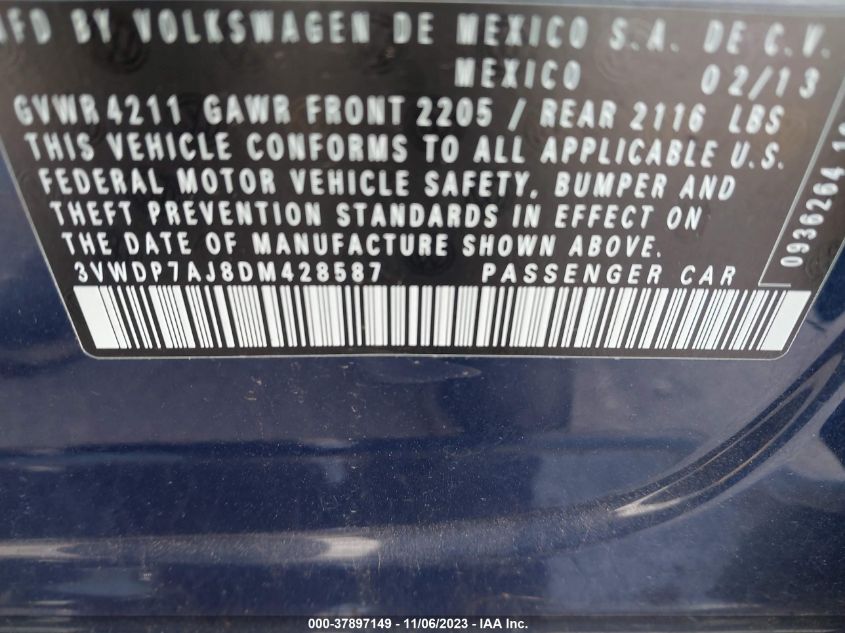 MFD BY VOLKSWAGEN DE MEXICO S.A. DE C.V.
MEXICO 02/13
GVWR 4211 GAWR FRONT 2205 / REAR 2116 LBS
THIS VEHICLE CONFORMS TO ALL APPLICABLE U.S.
FEDERAL MOTOR VEHICLE SAFETY, BUMPER AND
THEFT PREVENTION STANDARDS IN EFFECT ON
THE DATE OF MANUFACTURE SHOWN ABOVE.
3VWDP7AJ8DM428587 PASSENGER CAR
0936264
000-37897149 - 11/06/2023 - IAA Inc.